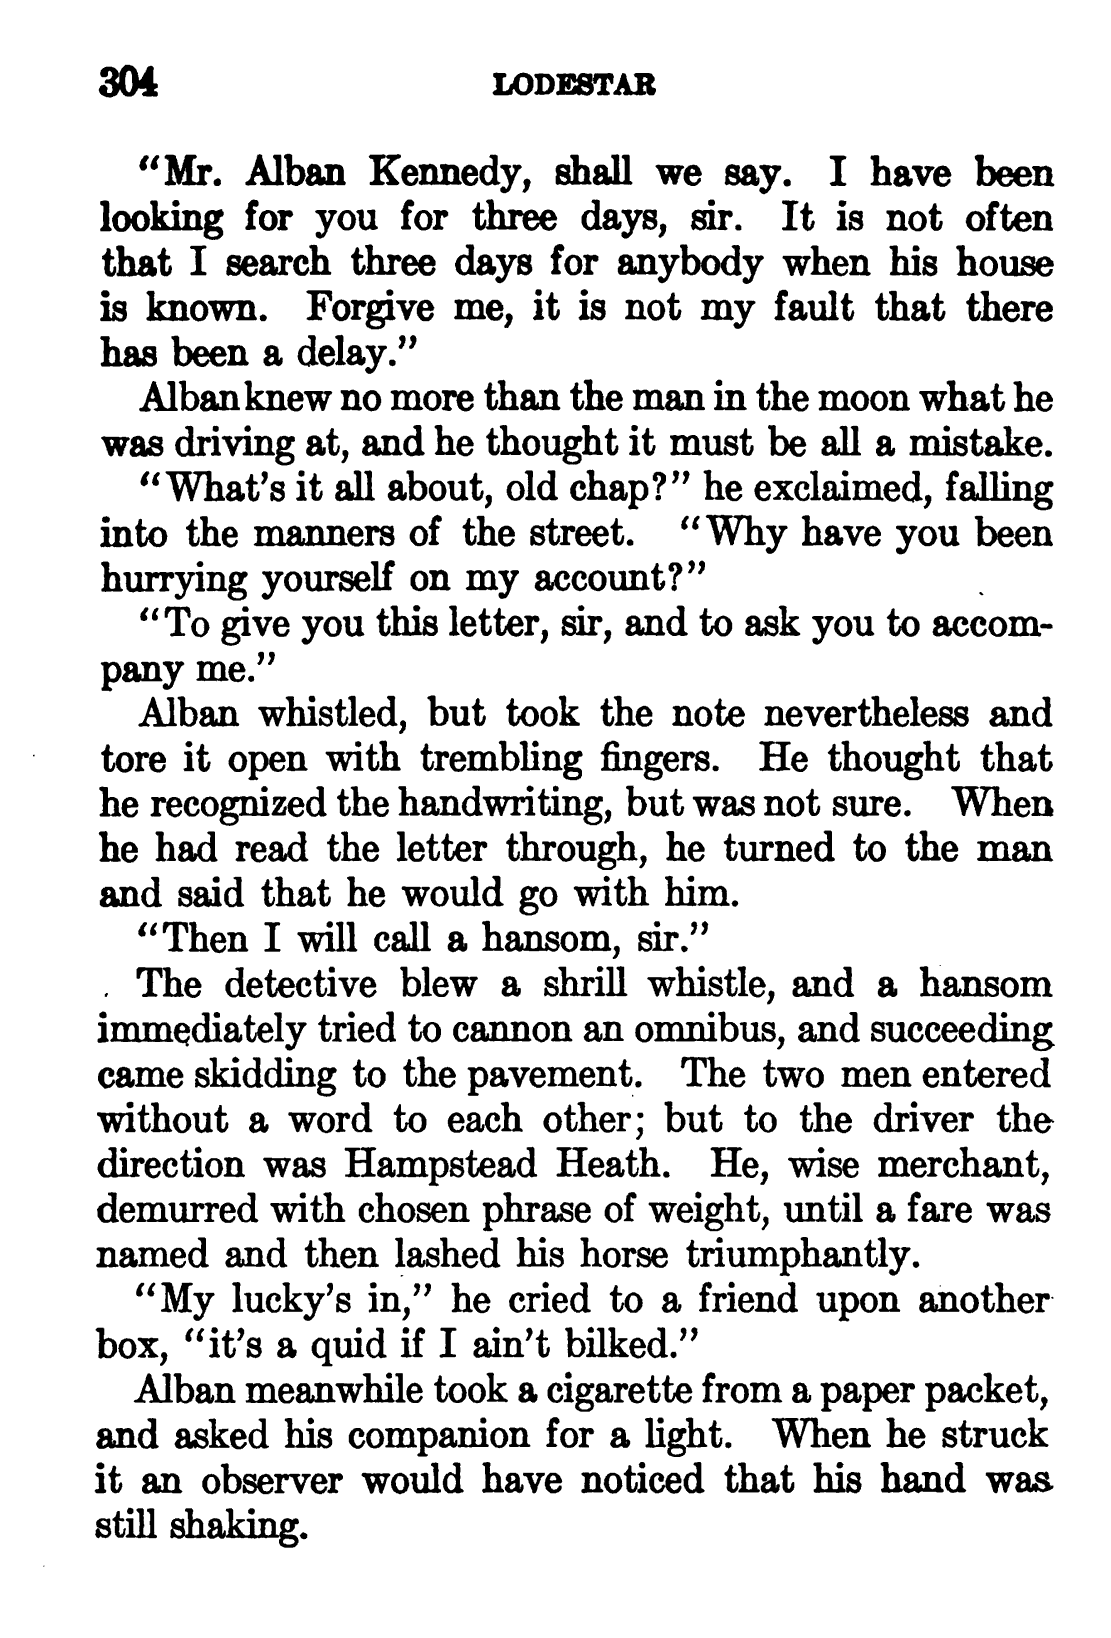 304 LODESTAR
“Mr. Alban Kennedy, shall we say. I have been
looking for you for three days, sir. It is not often
that I search three days for anybody when his house
is known. Forgive me, it is not my fault that there
has been a delay.”
Alban knew no more than the man in the moon what he
was driving at, and he thought it must be all a mistake.
“What’s it all about, old chap?” he exclaimed, falling
into the manners of the street. “Why have you been
hurrying yourself on my account?”
“To give you this letter, sir, and to ask you to accom-
pany me.”
Alban whistled, but took the note nevertheless and
tore it open with trembling fingers. He thought that
he recognized the handwriting, but was not sure. When
he had read the letter through, he turned to the man
and said that he would go with him.
“Then I will call a hansom, sir.”
The detective blew a shrill whistle, and a hansom
immediately tried to cannon an omnibus, and succeeding
came skidding to the pavement. The two men entered
without a word to each other; but to the driver the
direction was Hampstead Heath. He, wise merchant,
demurred with chosen phrase of weight, until a fare was
named and then lashed his horse triumphantly.
“My lucky’s in,” he cried to a friend upon another
box, “it’s a quid if I ain’t bilked.”
Alban meanwhile took a cigarette from a paper packet,
and asked his companion for a light. When he struck
it an observer would have noticed that his hand was
still shaking.